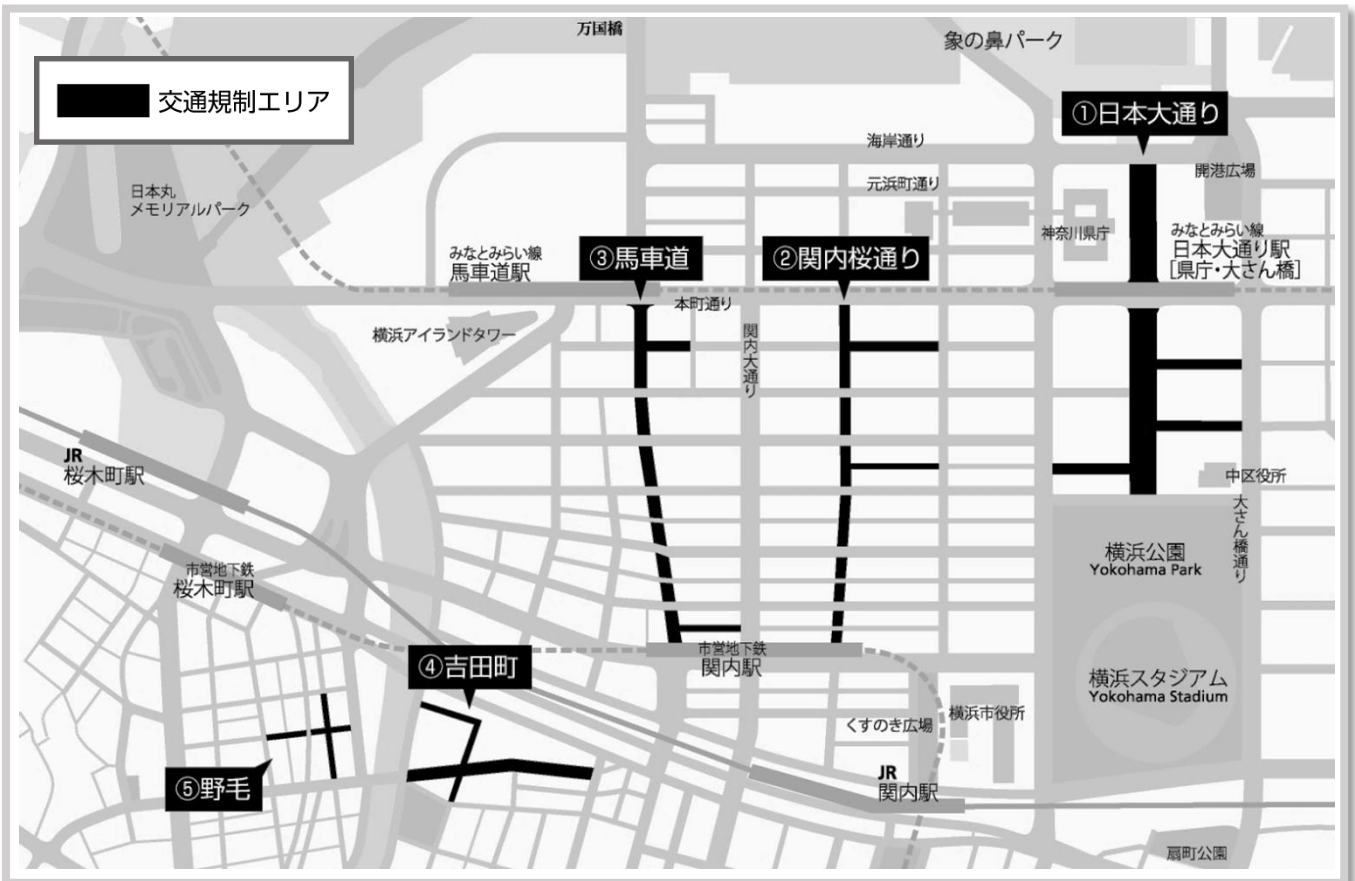 万国橋
象の鼻パーク
交通規制エリア
①日本大通り
海岸通り
開港広場
元浜町通り
日本丸
メモリアルパーク
神奈川県庁
みなとみらい線
日本大通り駅
[県庁・大さん橋]
みなとみらい線
馬車道駅
③馬車道
②関内桜通り
本町通り
横浜アイランドタワー
関内大通り
JR
桜木町駅
中区役所
大さん橋通り
横浜公園
Yokohama Park
市営地下鉄
桜木町駅
市営地下鉄
関内駅
④吉田町
横浜スタジアム
Yokohama Stadium
くすのき広場
横浜市役所
⑤野毛
JR
関内駅
扇町公園